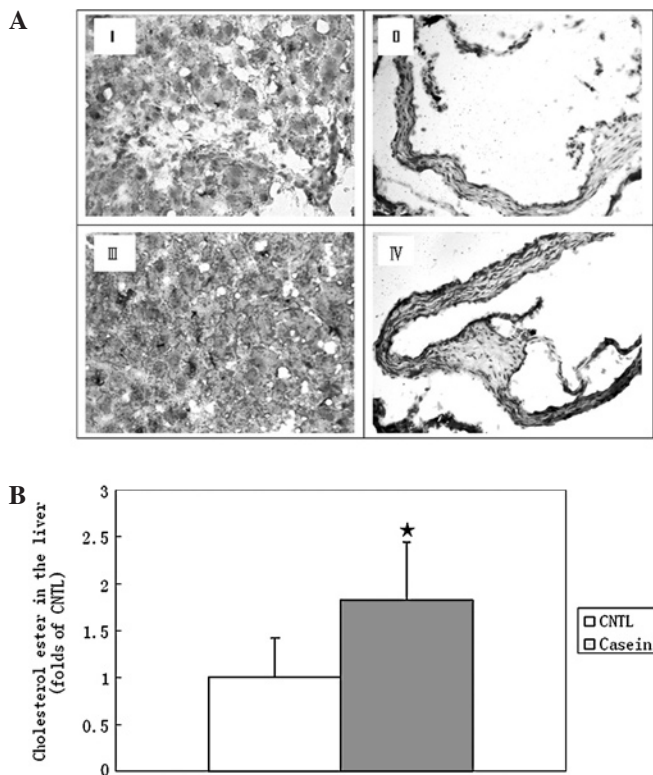 A
Ⅰ
Ⅱ
Ⅲ
Ⅳ
B
Cholesterol ester in the liver
(folds of CNTL)
3
2.5
2
1.5
1
0.5
0
★
CNTL
Casein